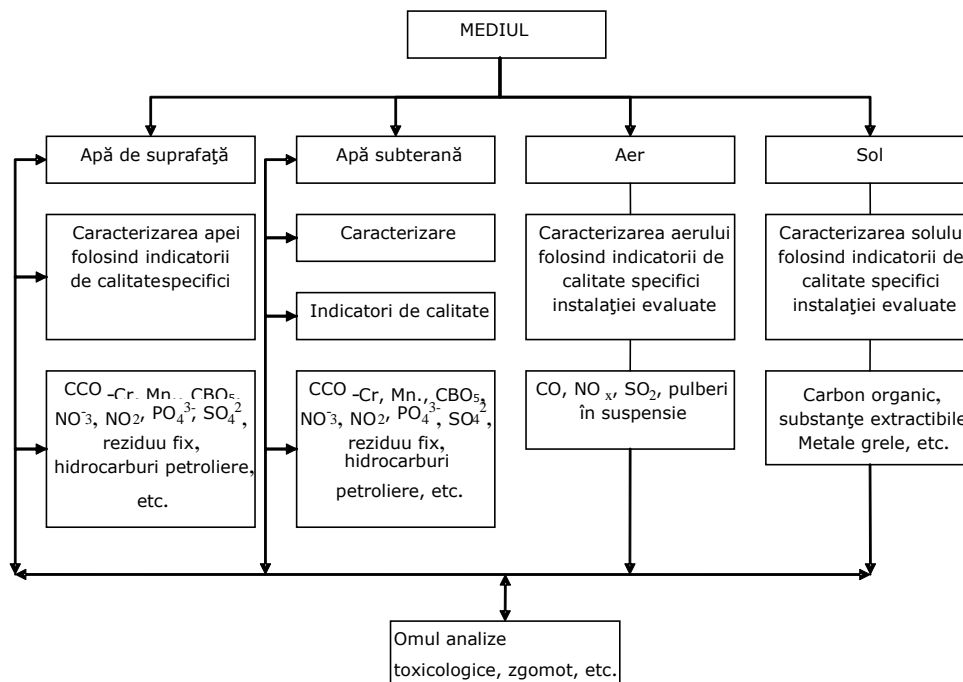 MEDIUL
Apă de suprafaţă
Apă subterană
Aer
Sol
Caracterizarea apei
folosind indicatorii
de calitatespecifici
Caracterizare
Indicatori de calitate
Caracterizarea aerului
folosind indicatorii de
calitate specifici
instalaţiei evaluate
Caracterizarea solului
folosind indicatorii de
calitate specifici
instalaţiei evaluate
CCO -Cr, Mn., CBO₅,
NO⁻₃, NO₂, PO₄³⁻, SO₄²
reziduu fix,
hidrocarburi petroliere,
etc.
CCO -Cr, Mn., CBO₅,
NO⁻₃, NO₂, PO₄³⁻, SO₄²,
reziduu fix,
hidrocarburi
petroliere, etc.
CO, NOₓ, SO₂, pulberi
în suspensie
Carbon organic,
substanţe extractibile
Metale grele, etc.
Omul analize
toxicologice, zgomot, etc.